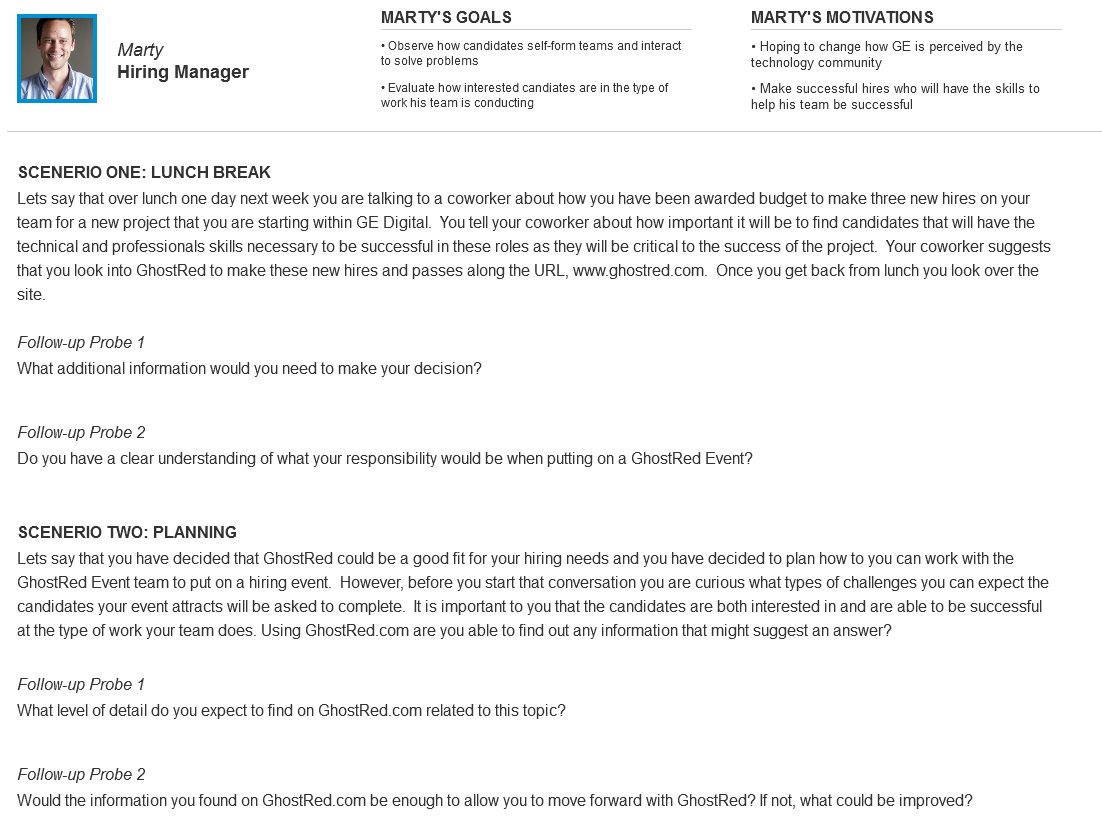 Marty
Hiring Manager
MARTY'S GOALS
• Observe how candidates self-form teams and interact
to solve problems
• Evaluate how interested candiates are in the type of
work his team is conducting
MARTY'S MOTIVATIONS
• Hoping to change how GE is perceived by the
technology community
• Make successful hires who will have the skills to
help his team be successful
SCENERIO ONE: LUNCH BREAK
Lets say that over lunch one day next week you are talking to a coworker about how you have been awarded budget to make three new hires on your
team for a new project that you are starting within GE Digital.  You tell your coworker about how important it will be to find candidates that will have the
technical and professionals skills necessary to be successful in these roles as they will be critical to the success of the project.  Your coworker suggests
that you look into GhostRed to make these new hires and passes along the URL, www.ghostred.com.  Once you get back from lunch you look over the
site.
Follow-up Probe 1
What additional information would you need to make your decision?
Follow-up Probe 2
Do you have a clear understanding of what your responsibility would be when putting on a GhostRed Event?
SCENERIO TWO: PLANNING
Lets say that you have decided that GhostRed could be a good fit for your hiring needs and you have decided to plan how to you can work with the
GhostRed Event team to put on a hiring event.  However, before you start that conversation you are curious what types of challenges you can expect the
candidates your event attracts will be asked to complete.  It is important to you that the candidates are both interested in and are able to be successful
at the type of work your team does. Using GhostRed.com are you able to find out any information that might suggest an answer?
Follow-up Probe 1
What level of detail do you expect to find on GhostRed.com related to this topic?
Follow-up Probe 2
Would the information you found on GhostRed.com be enough to allow you to move forward with GhostRed? If not, what could be improved?